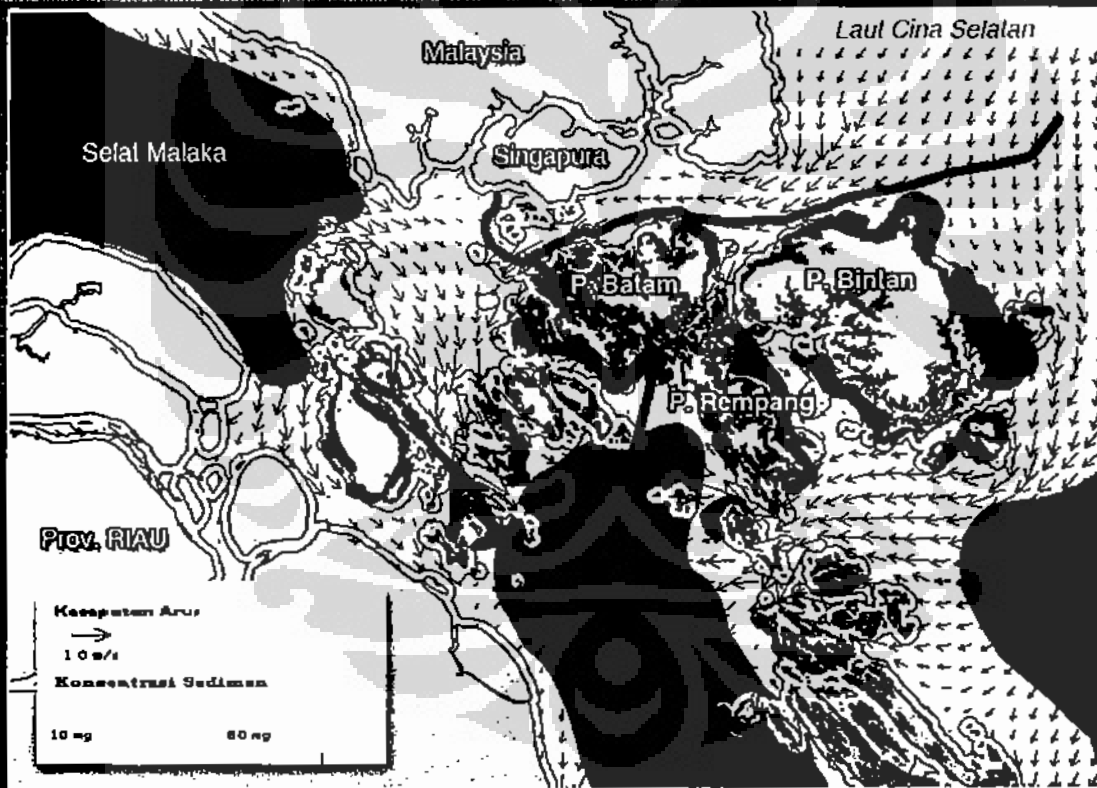 Laut Cina Selatan
Malaysia
Selat Malaka
Singapura
P. Batam
P. Bintan
P. Rempang
Prov. RIAU
Kecepatan Arus
1.0 m/s
Konsentrasi Sedimen
10 mg 60 mg